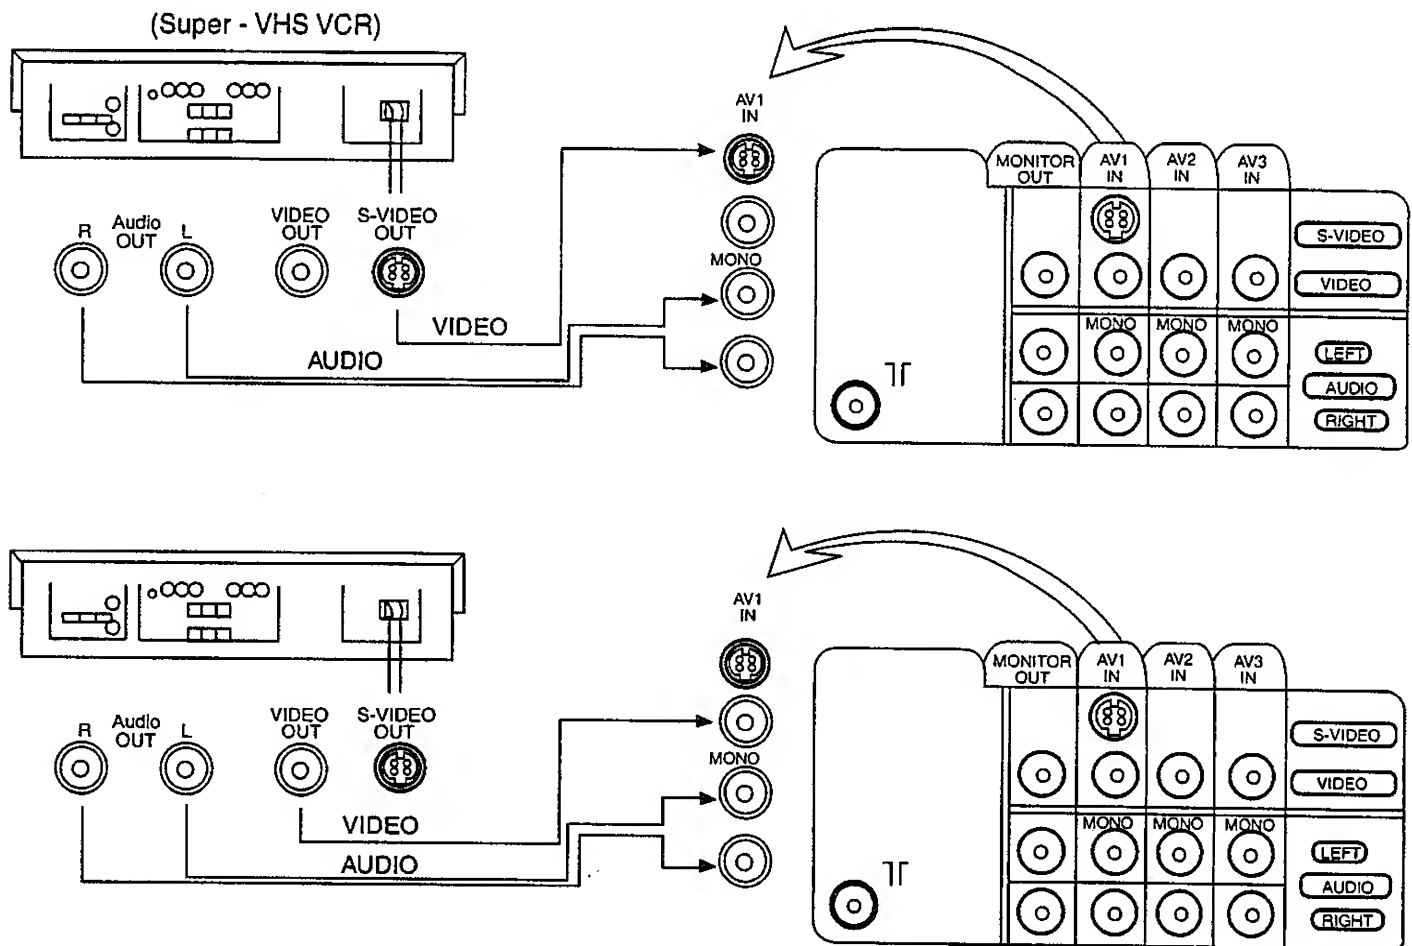 (Super - VHS VCR)
AV1
IN
MONITOR
OUT
AV1
IN
AV2
IN
AV3
IN
R
Audio
OUT
L
VIDEO
OUT
S-VIDEO
OUT
MONO
S-VIDEO
VIDEO
VIDEO
AUDIO
MONO
MONO
MONO
LEFT
AUDIO
RIGHT
AV1
IN
MONITOR
OUT
AV1
IN
AV2
IN
AV3
IN
R
Audio
OUT
L
VIDEO
OUT
S-VIDEO
OUT
MONO
S-VIDEO
VIDEO
VIDEO
AUDIO
MONO
MONO
MONO
LEFT
AUDIO
RIGHT